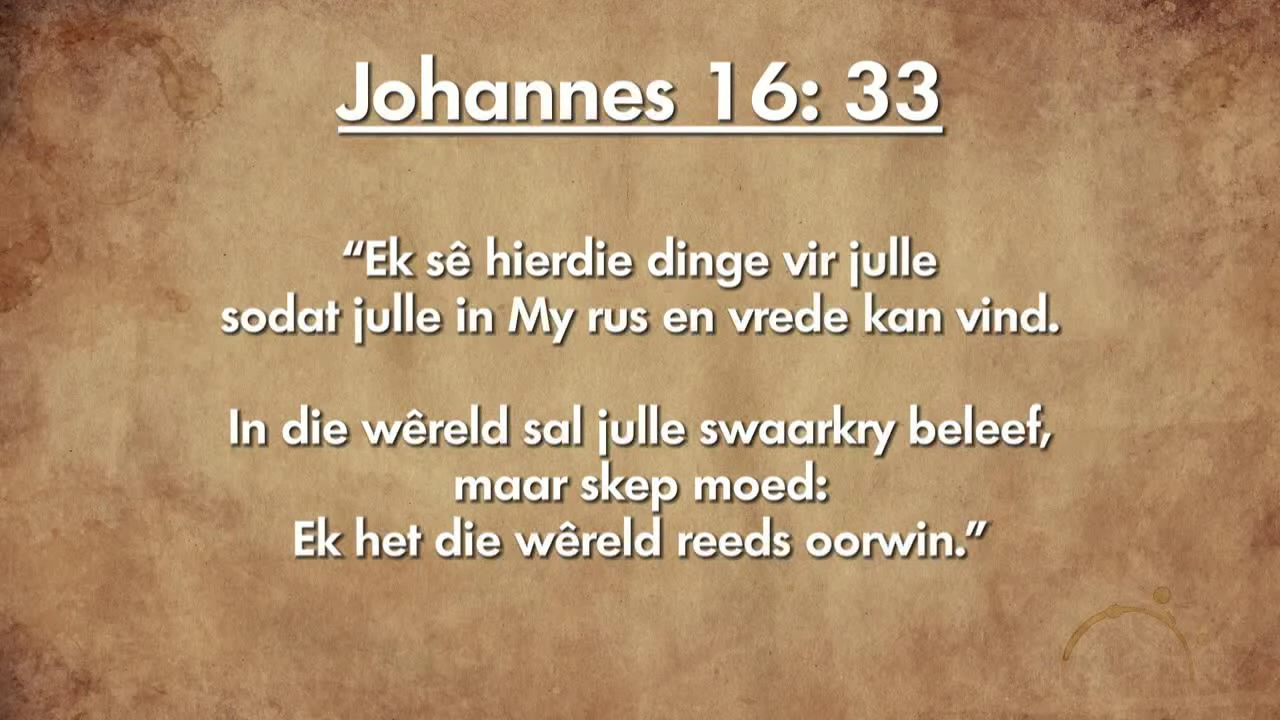 Johannes 16: 33
“Ek sê hierdie dinge vir julle
sodat julle in My rus en vrede kan vind.
In die wêreld sal julle swaarkry beleef,
maar skep moed:
Ek het die wêreld reeds oorwin.”